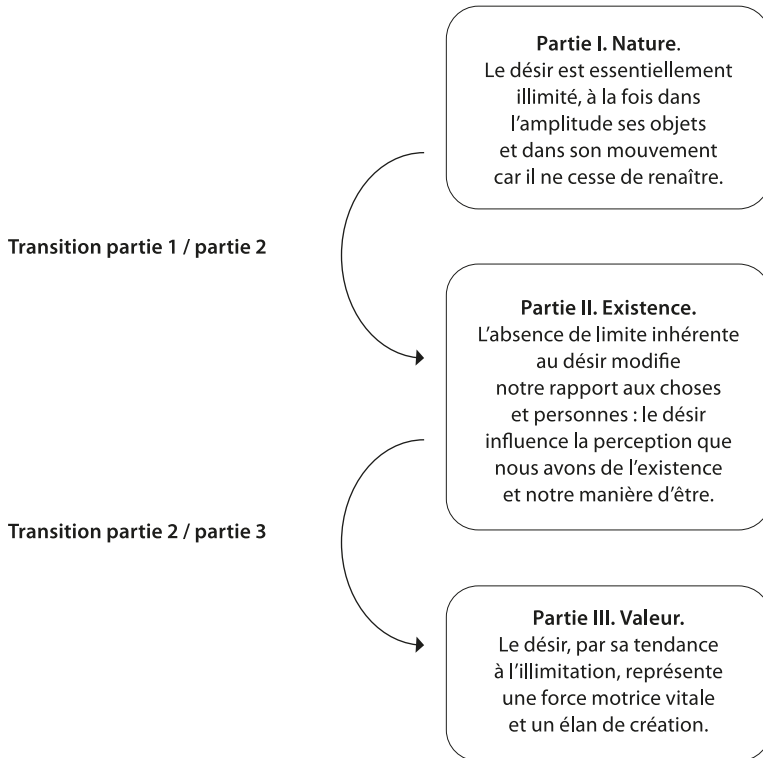 Partie I. Nature.
Le désir est essentiellement
illimité, à la fois dans
l'amplitude ses objets
et dans son mouvement
car il ne cesse de renaître.
Transition partie 1 / partie 2
Partie II. Existence.
L'absence de limite inhérente
au désir modifie
notre rapport aux choses
et personnes : le désir
influence la perception que
nous avons de l'existence
et notre manière d'être.
Transition partie 2 / partie 3
Partie III. Valeur.
Le désir, par sa tendance
à l'illimitation, représente
une force motrice vitale
et un élan de création.